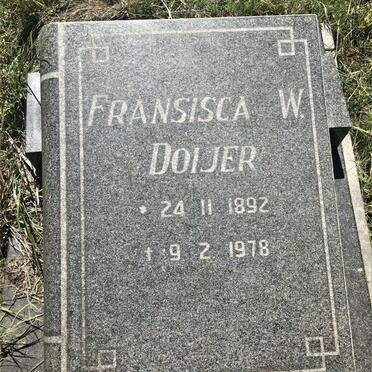 FRANSISCA W.
DOIJER
* 24 11 1892
† 9 2 1978